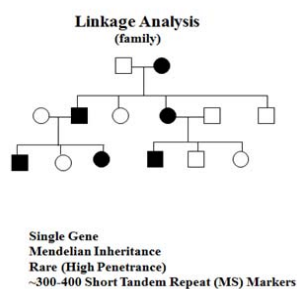 Linkage Analysis
(family)
Single Gene
Mendelian Inheritance
Rare (High Penetrance)
~300-400 Short Tandem Repeat (MS) Markers